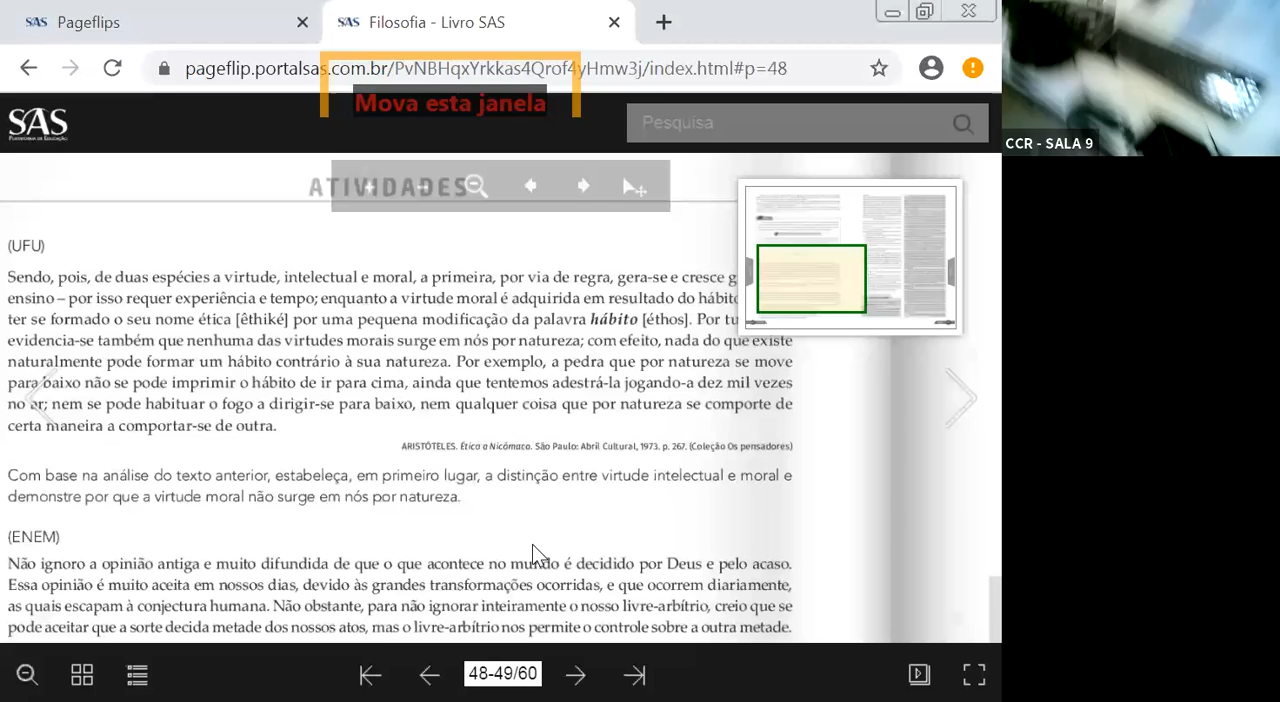 SAS Pageflips
SAS Filosofia - Livro SAS
pageflip.portalsas.com.br/PvNBHqxYrkkas4Qrof4yHmw3j/index.html#p=48
Mova esta janela
SAS
PLATAFORMA DE EDUCAÇÃO
Pesquisa
CCR - SALA 9
ATIVIDADES
(UFU)
Sendo, pois, de duas espécies a virtude, intelectual e moral, a primeira, por via de regra, gera-se e cresce
ensino – por isso requer experiência e tempo; enquanto a virtude moral é adquirida em resultado do hábito
ter se formado o seu nome ética [êthiké] por uma pequena modificação da palavra hábito [éthos]. Por
evidencia-se também que nenhuma das virtudes morais surge em nós por natureza; com efeito, nada do que existe
naturalmente pode formar um hábito contrário à sua natureza. Por exemplo, a pedra que por natureza se move
para baixo não se pode imprimir o hábito de ir para cima, ainda que tentemos adestrá-la jogando-a dez mil vezes
no ar; nem se pode habituar o fogo a dirigir-se para baixo, nem qualquer coisa que por natureza se comporte de
certa maneira a comportar-se de outra.
ARISTÓTELES. Ética a Nicômaco. São Paulo: Abril Cultural, 1973. p. 267. (Coleção Os pensadores)
Com base na análise do texto anterior, estabeleça, em primeiro lugar, a distinção entre virtude intelectual e moral e
demonstre por que a virtude moral não surge em nós por natureza.
(ENEM)
Não ignoro a opinião antiga e muito difundida de que o que acontece no mundo é decidido por Deus e pelo acaso.
Essa opinião é muito aceita em nossos dias, devido às grandes transformações ocorridas, e que ocorrem diariamente,
as quais escapam à conjectura humana. Não obstante, para não ignorar inteiramente o nosso livre-arbítrio, creio que se
pode aceitar que a sorte decida metade dos nossos atos, mas o livre-arbítrio nos permite o controle sobre a outra metade.
48-49/60